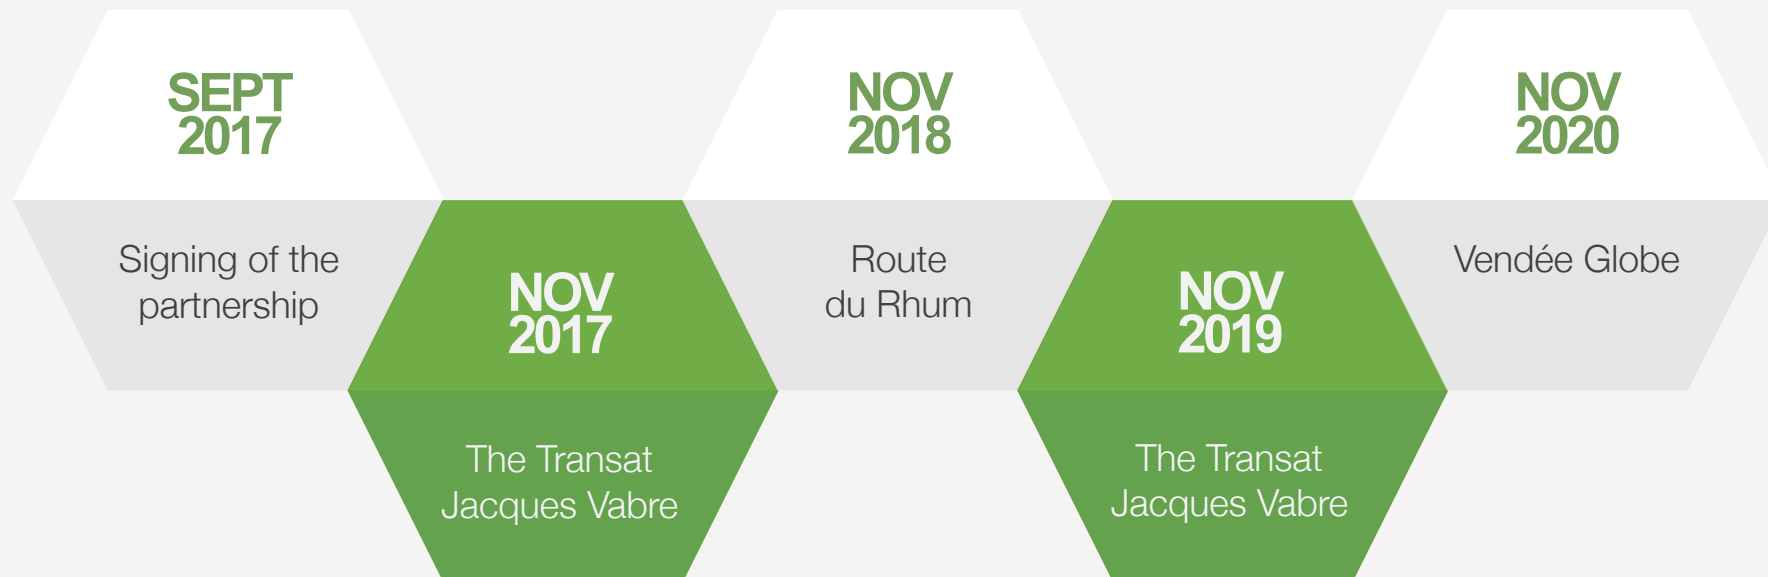 SEPT
2017
Signing of the
partnership
NOV
2017
The Transat
Jacques Vabre
NOV
2018
Route
du Rhum
NOV
2019
The Transat
Jacques Vabre
NOV
2020
Vendée Globe